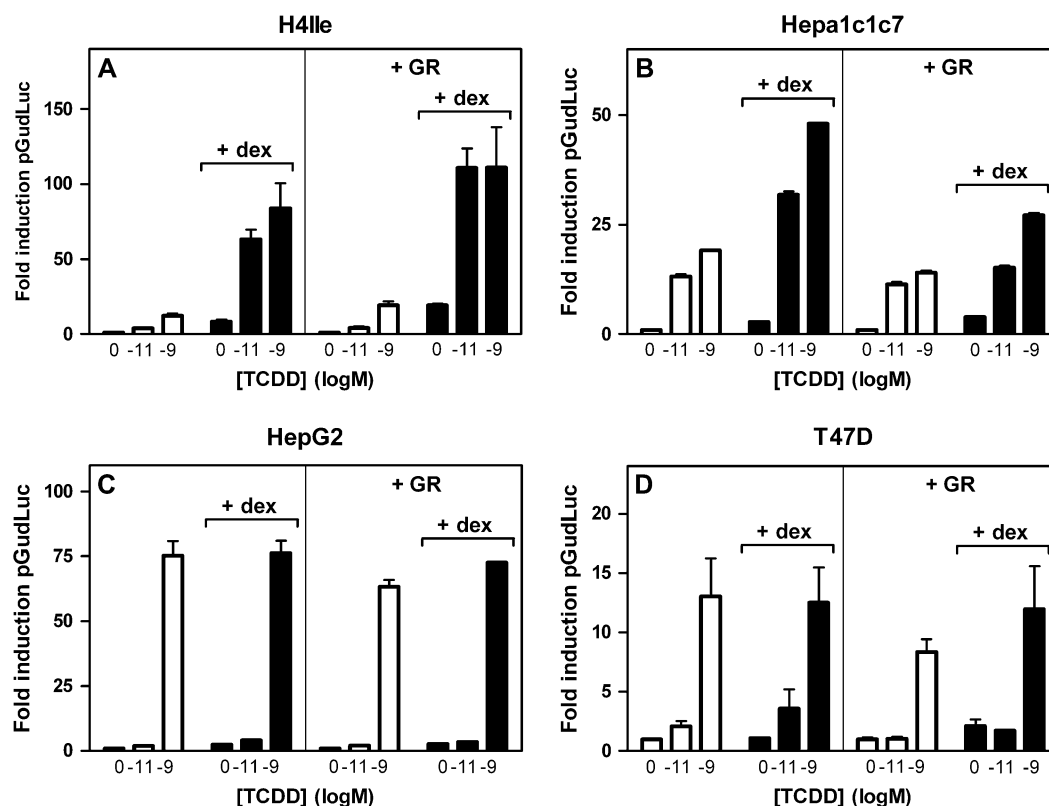 H4IIe
A
+ GR
+ dex
+ dex
Fold induction pGudLuc
150
100
50
0
0 -11 -9 0 -11 -9 0 -11 -9 0 -11 -9
[TCDD] (logM)
Hepa1c1c7
B
+ GR
+ dex
+ dex
Fold induction pGudLuc
50
25
0
0 -11 -9 0 -11 -9 0 -11 -9 0 -11 -9
[TCDD] (logM)
HepG2
C
+ GR
+ dex
+ dex
Fold induction pGudLuc
100
75
50
25
0
0 -11 -9 0 -11 -9 0 -11 -9 0 -11 -9
[TCDD] (logM)
T47D
D
+ GR
+ dex
+ dex
Fold induction pGudLuc
20
15
10
5
0
0 -11 -9 0 -11 -9 0 -11 -9 0 -11 -9
[TCDD] (logM)